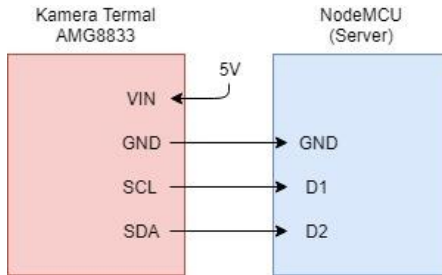 Kamera Termal
AMG8833
NodeMCU
(Server)
5V
VIN
GND
GND
SCL
D1
SDA
D2